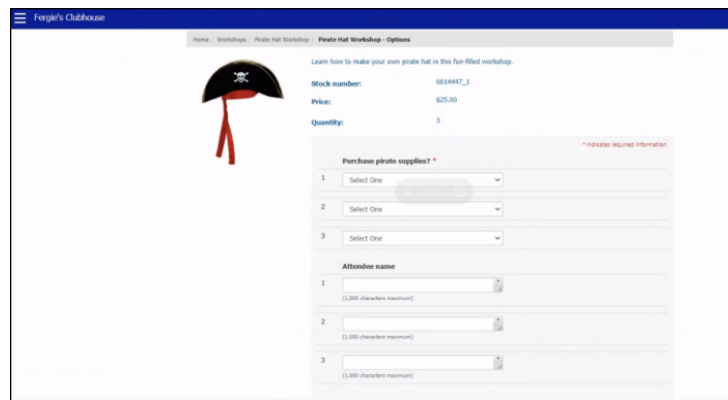 Fergie's Clubhouse
Home / Workshops / Pirate Hat Workshop / Pirate Hat Workshop - Options
Learn how to make your own pirate hat in this fun-filled workshop.
Stock number: 6614447_1
Price: $25.00
Quantity: 3
* Indicates required information
Purchase pirate supplies? *
1 Select One
2 Select One
3 Select One
Attendee name
1
(1,000 characters maximum)
2
(1,000 characters maximum)
3
(1,000 characters maximum)